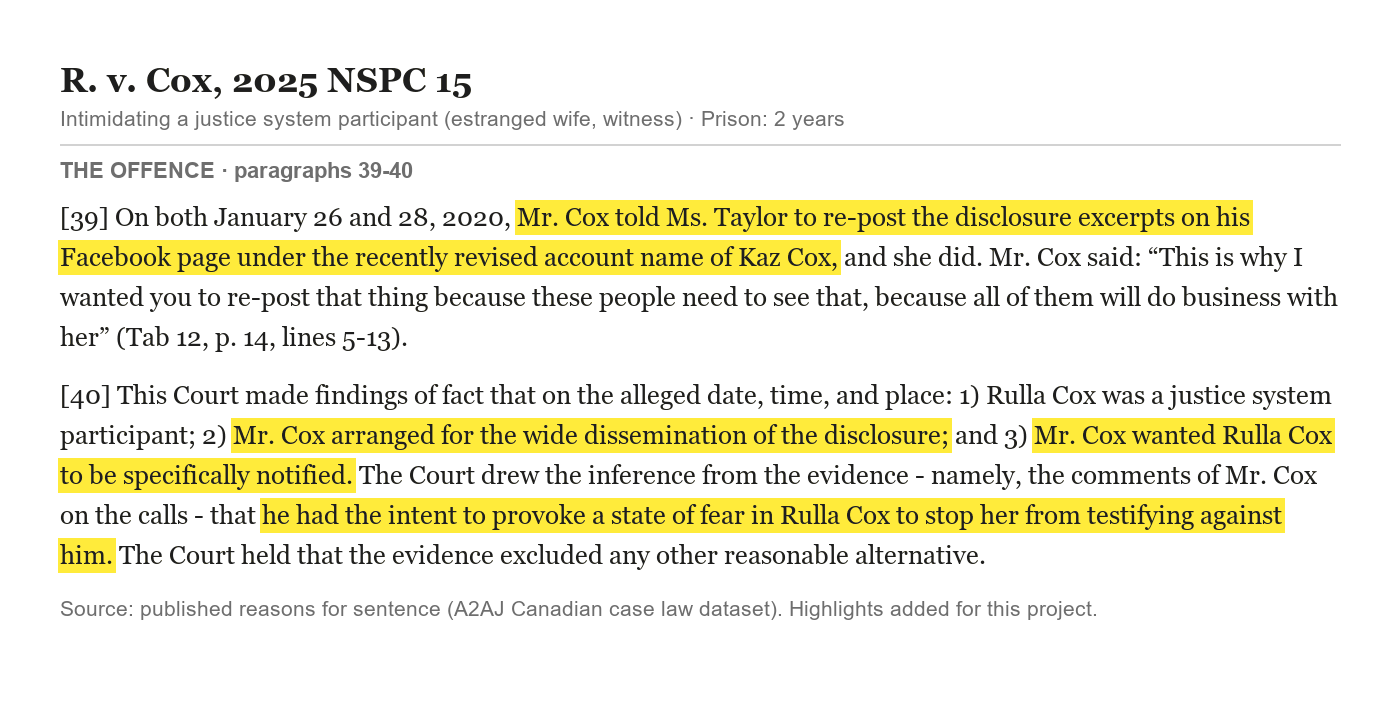 R. v. Cox, 2025 NSPC 15
Intimidating a justice system participant (estranged wife, witness) · Prison: 2 years
THE OFFENCE · paragraphs 39-40
[39] On both January 26 and 28, 2020, Mr. Cox told Ms. Taylor to re-post the disclosure excerpts on his
Facebook page under the recently revised account name of Kaz Cox, and she did. Mr. Cox said: “This is why I
wanted you to re-post that thing because these people need to see that, because all of them will do business with
her” (Tab 12, p. 14, lines 5-13).
[40] This Court made findings of fact that on the alleged date, time, and place: 1) Rulla Cox was a justice system
participant; 2) Mr. Cox arranged for the wide dissemination of the disclosure; and 3) Mr. Cox wanted Rulla Cox
to be specifically notified. The Court drew the inference from the evidence - namely, the comments of Mr. Cox
on the calls - that he had the intent to provoke a state of fear in Rulla Cox to stop her from testifying against
him. The Court held that the evidence excluded any other reasonable alternative.
Source: published reasons for sentence (A2AJ Canadian case law dataset). Highlights added for this project.